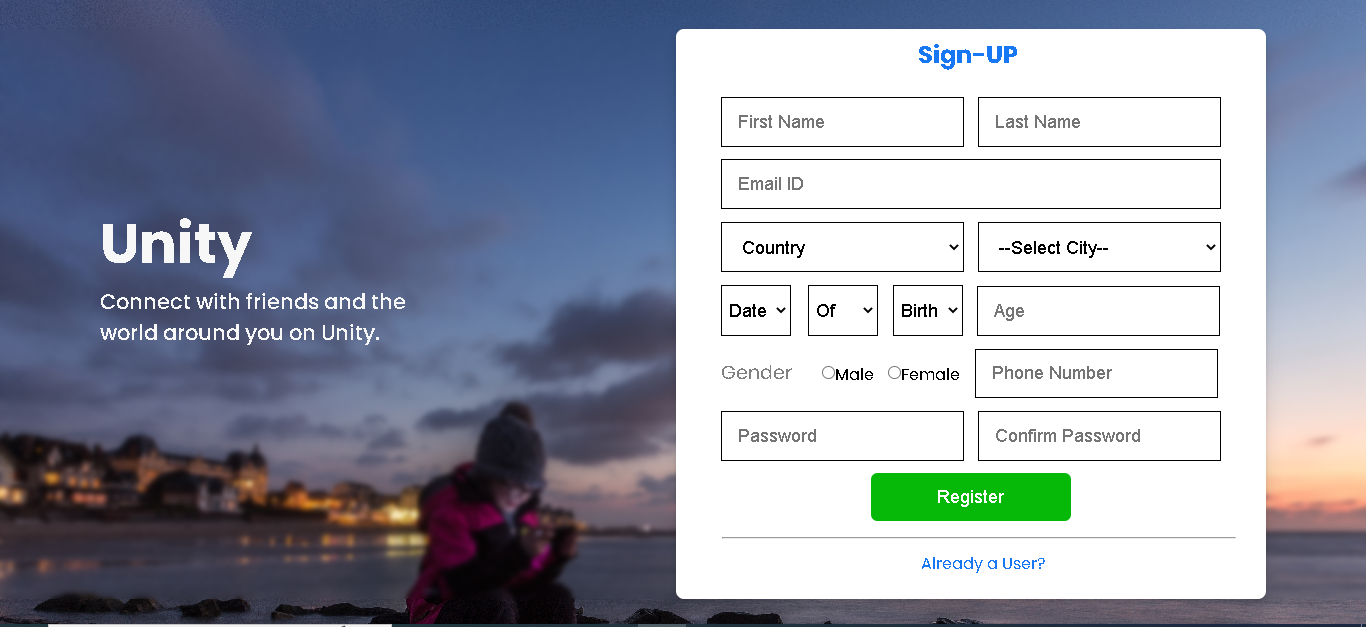 Unity
Connect with friends and the
world around you on Unity.
Sign-UP
First Name Last Name
Email ID
Country --Select City--
Date Of Birth Age
Gender Male Female Phone Number
Password Confirm Password
Register
Already a User?